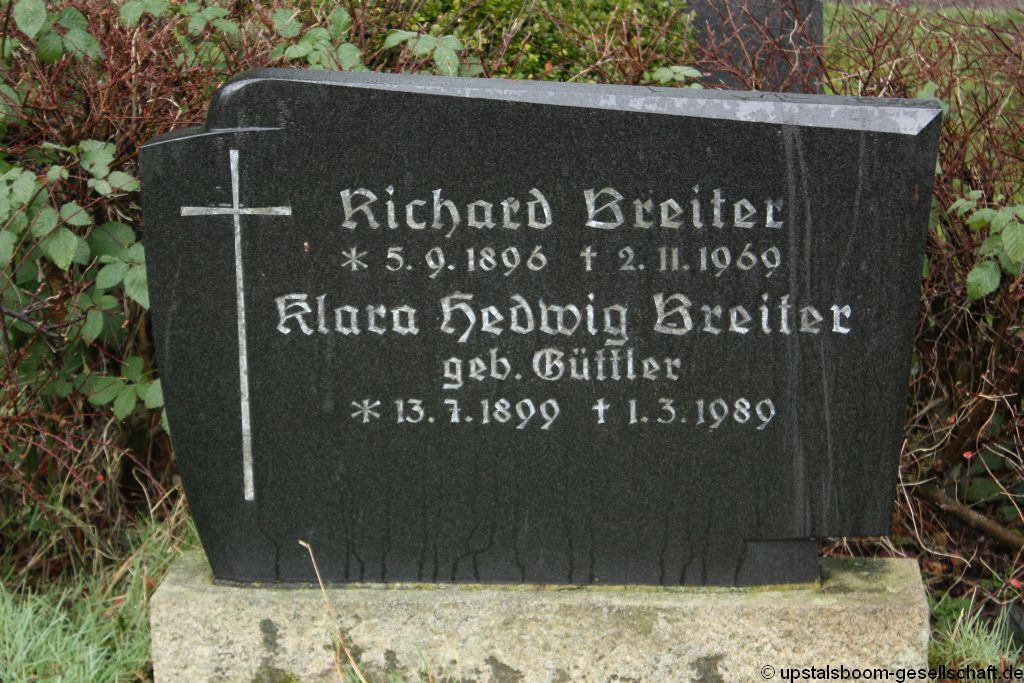 Richard Breiter
* 5. 9. 1896 † 2. 11. 1969
Klara Hedwig Breiter
geb. Güttler
* 13. 7. 1899 † 1. 3. 1989
© upstalsboom-gesellschaft.de